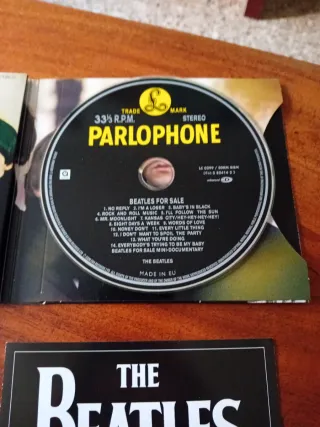 TRADE MARK
33⅓ R.P.M. STEREO
PARLOPHONE
BEATLES FOR SALE
1. NO REPLY 2. I'M A LOSER 3. BABY'S IN BLACK
4. ROCK AND ROLL MUSIC 5. I'LL FOLLOW THE SUN
6. MR. MOONLIGHT 7. KANSAS CITY/HEY-HEY-HEY-HEY!
8. EIGHT DAYS A WEEK 9. WORDS OF LOVE
10. HONEY DON'T 11. EVERY LITTLE THING
12. I DON'T WANT TO SPOIL THE PARTY
13. WHAT YOU'RE DOING
14. EVERYBODY'S TRYING TO BE MY BABY
BEATLES FOR SALE MINI-DOCUMENTARY
THE BEATLES
MADE IN EU
THE
BEATLES